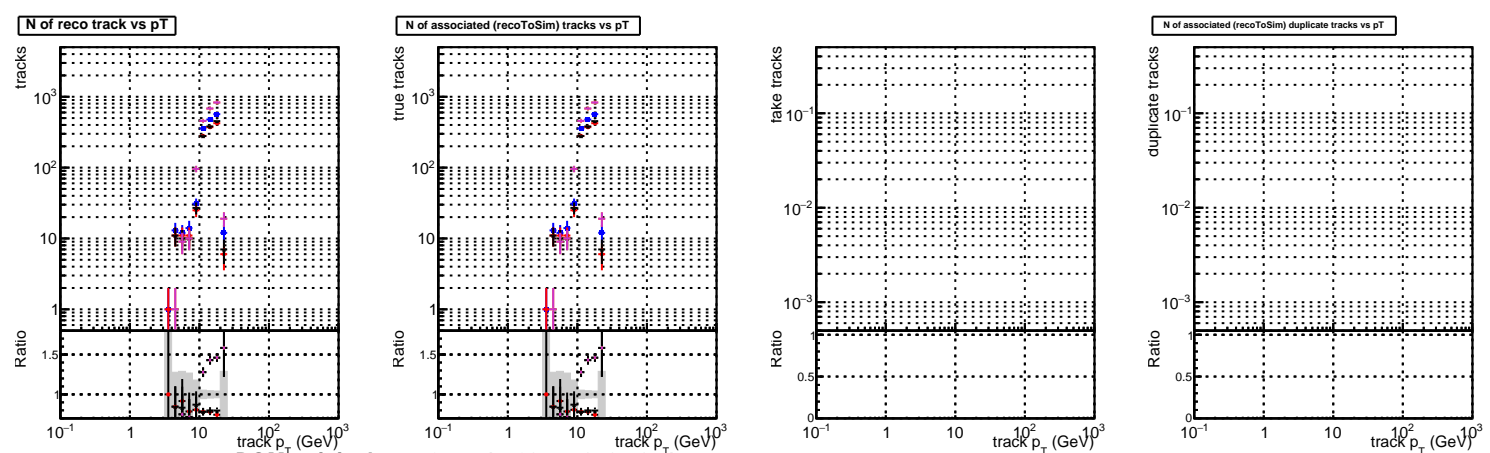 N of reco track vs pT
tracks
10³
10²
10
1
Ratio
1.5
1
10⁻¹ 1 10 10² 10³
track p_T (GeV)
N of associated (recoToSim) tracks vs pT
true tracks
10³
10²
10
1
Ratio
1.5
1
10⁻¹ 1 10 10² 10³
track p_T (GeV)
fake tracks
10⁻¹
10⁻²
10⁻³
Ratio
1
0.5
0
10⁻¹ 1 10 10² 10³
track p_T (GeV)
N of associated (recoToSim) duplicate tracks vs pT
duplicate tracks
10⁻¹
10⁻²
10⁻³
Ratio
1
0.5
0
10⁻¹ 1 10 10² 10³
track p_T (GeV)